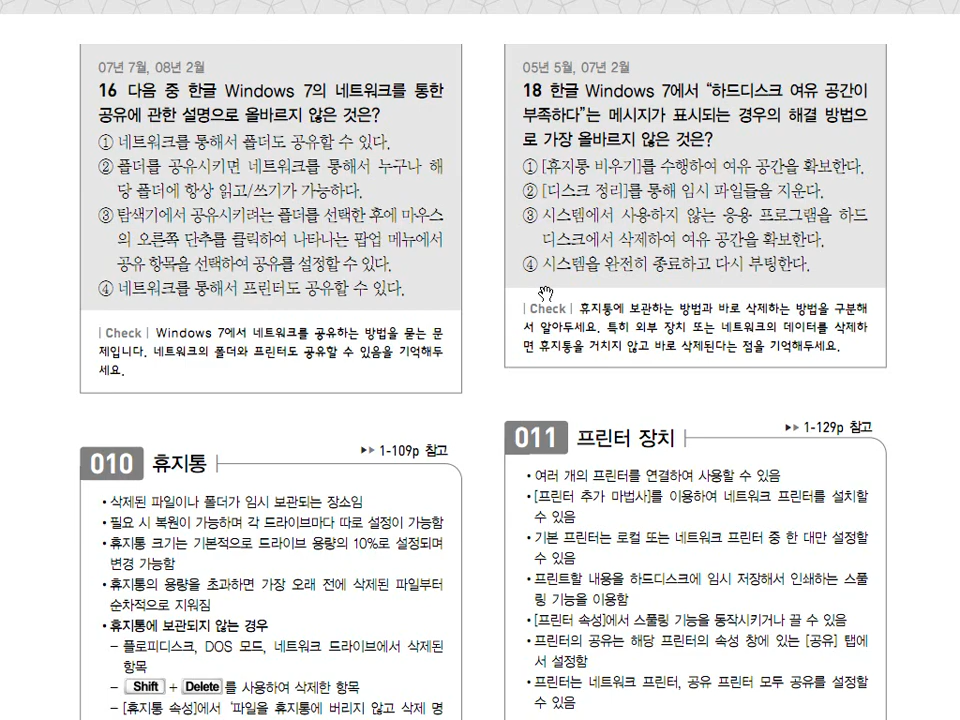 07년 7월, 08년 2월
16 다음 중 한글 Windows 7의 네트워크를 통한
공유에 관한 설명으로 올바르지 않은 것은?
① 네트워크를 통해서 폴더도 공유할 수 있다.
② 폴더를 공유시키면 네트워크를 통해서 누구나 해
당 폴더에 항상 읽고/쓰기가 가능하다.
③ 탐색기에서 공유시키려는 폴더를 선택한 후에 마우스
의 오른쪽 단추를 클릭하여 나타나는 팝업 메뉴에서
공유 항목을 선택하여 공유를 설정할 수 있다.
④ 네트워크를 통해서 프린터도 공유할 수 있다.
| Check | Windows 7에서 네트워크를 공유하는 방법을 묻는 문
제입니다. 네트워크의 폴더와 프린터도 공유할 수 있음을 기억해두
세요.
▶▶ 1-109p 참고
010 휴지통
• 삭제된 파일이나 폴더가 임시 보관되는 장소임
• 필요 시 복원이 가능하며 각 드라이브마다 따로 설정이 가능함
• 휴지통 크기는 기본적으로 드라이브 용량의 10%로 설정되며
변경 가능함
• 휴지통의 용량을 초과하면 가장 오래 전에 삭제된 파일부터
순차적으로 지워짐
• 휴지통에 보관되지 않는 경우
– 플로피디스크, DOS 모드, 네트워크 드라이브에서 삭제된
항목
– Shift + Delete 를 사용하여 삭제한 항목
– [휴지통 속성]에서 ‘파일을 휴지통에 버리지 않고 삭제 명
05년 5월, 07년 2월
18 한글 Windows 7에서 “하드디스크 여유 공간이
부족하다”는 메시지가 표시되는 경우의 해결 방법으
로 가장 올바르지 않은 것은?
① [휴지통 비우기]를 수행하여 여유 공간을 확보한다.
② [디스크 정리]를 통해 임시 파일들을 지운다.
③ 시스템에서 사용하지 않는 응용 프로그램을 하드
디스크에서 삭제하여 여유 공간을 확보한다.
④ 시스템을 완전히 종료하고 다시 부팅한다.
| Check | 휴지통에 보관하는 방법과 바로 삭제하는 방법을 구분해
서 알아두세요. 특히 외부 장치 또는 네트워크의 데이터를 삭제하
면 휴지통을 거치지 않고 바로 삭제된다는 점을 기억해두세요.
▶▶ 1-129p 참고
011 프린터 장치
• 여러 개의 프린터를 연결하여 사용할 수 있음
• [프린터 추가 마법사]를 이용하여 네트워크 프린터를 설치할
수 있음
• 기본 프린터는 로컬 또는 네트워크 프린터 중 한 대만 설정할
수 있음
• 프린트할 내용을 하드디스크에 임시 저장해서 인쇄하는 스풀
링 기능을 이용함
• [프린터 속성]에서 스풀링 기능을 동작시키거나 끌 수 있음
• 프린터의 공유는 해당 프린터의 속성 창에 있는 [공유] 탭에
서 설정함
• 프린터는 네트워크 프린터, 공유 프린터 모두 공유를 설정할
수 있음